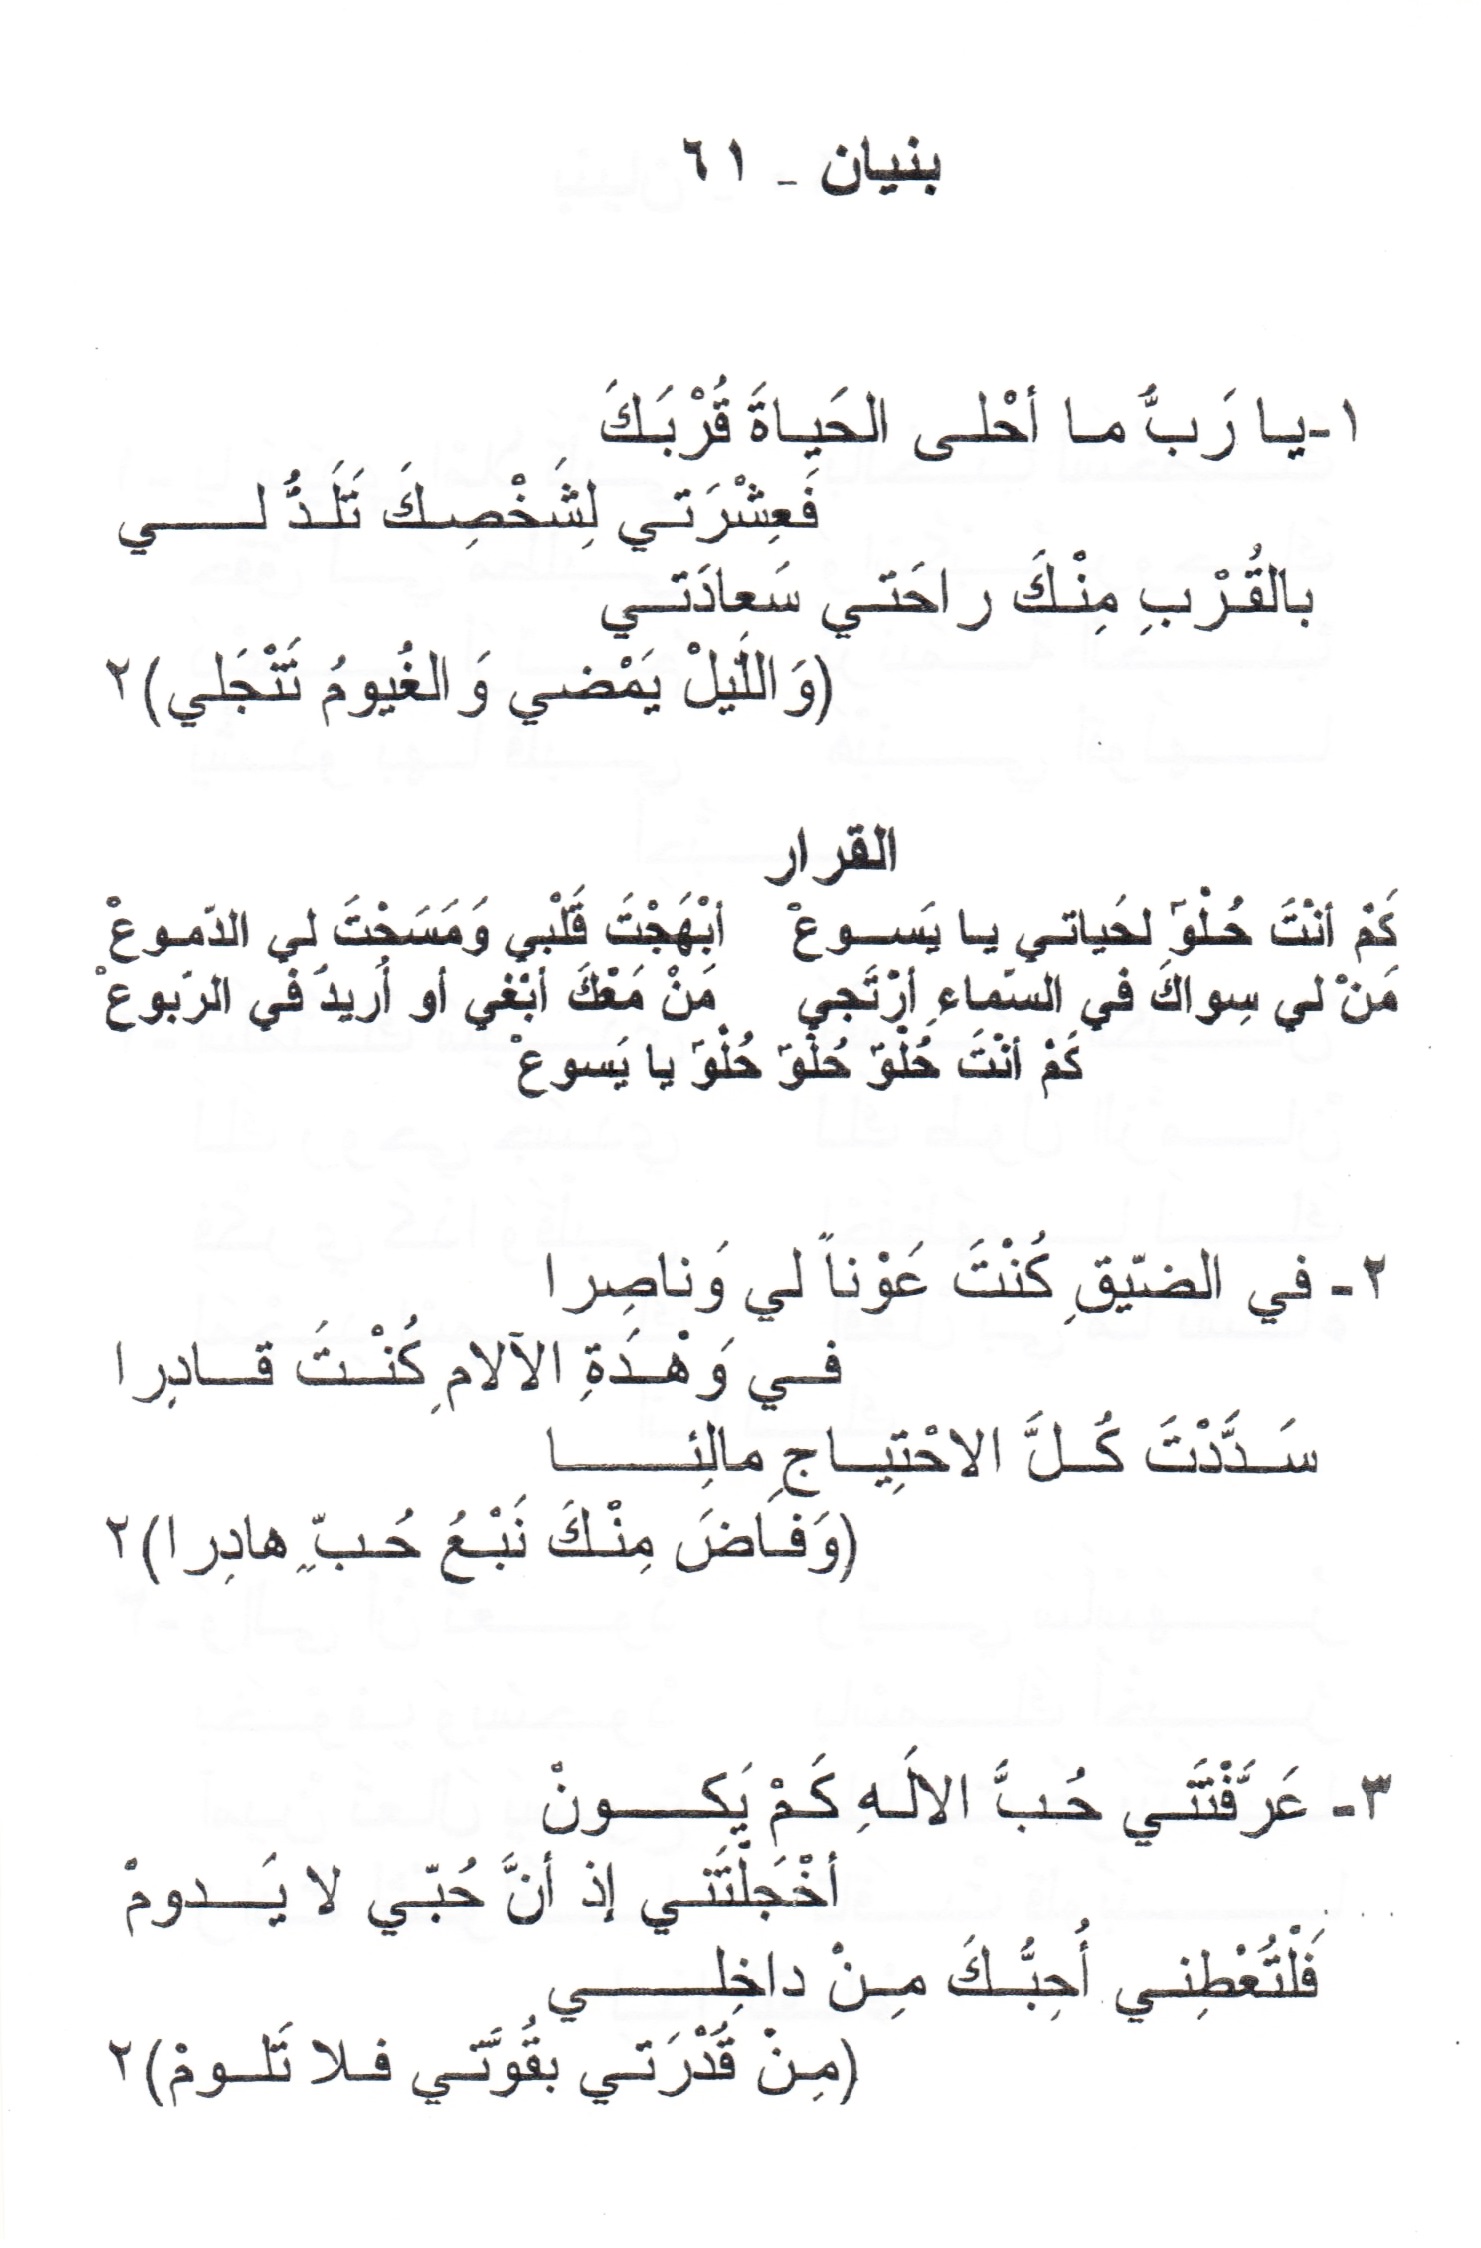 بنيان - ٦١
١-يا رَبُّ ما أحْلى الحَياةَ قُرْبَكَ
فَعِشْرَتي لِشَخْصِكَ تَلَذُّ لي
بالقُرْبِ مِنْكَ راحَتي سَعادَتي
(وَاللَّيلْ يَمْضي وَالغُيومُ تَنْجَلي)٢
القرار
كَمْ أنْتَ حُلْوٌ لحَياتي يا يَسوعْ أبْهَجْتَ قَلْبي وَمَسَحْتَ لي الدّموعْ
مَنْ لي سِواكَ في السّماءِ أرْتَجي مَنْ مَعْكَ أبْغي أو أُريدُ في الرّبوعْ
كَمْ أنْتَ حُلْوٌ حُلْوٌ حُلْوٌ يا يَسوعْ
٢- في الضّيقِ كُنْتَ عَوْناً لي وَناصِرا
في وَهْدَةِ الآلامِ كُنْتَ قادِرا
سَدَّدْتَ كُلَّ الاحْتِياجِ مالِئا
(وَفَاضَ مِنْكَ نَبْعُ حُبٍّ هادِرا)٢
٣- عَرَّفْتَني حُبَّ الالَهِ كَمْ يَكونْ
أخْجَلْتَني إذ أنَّ حُبّي لا يَدومْ
فَلْتُعْطِني أُحِبُّكَ مِنْ داخِلي
(مِنْ قُدْرَتي بقُوَّتي فلا تَلومْ)٢